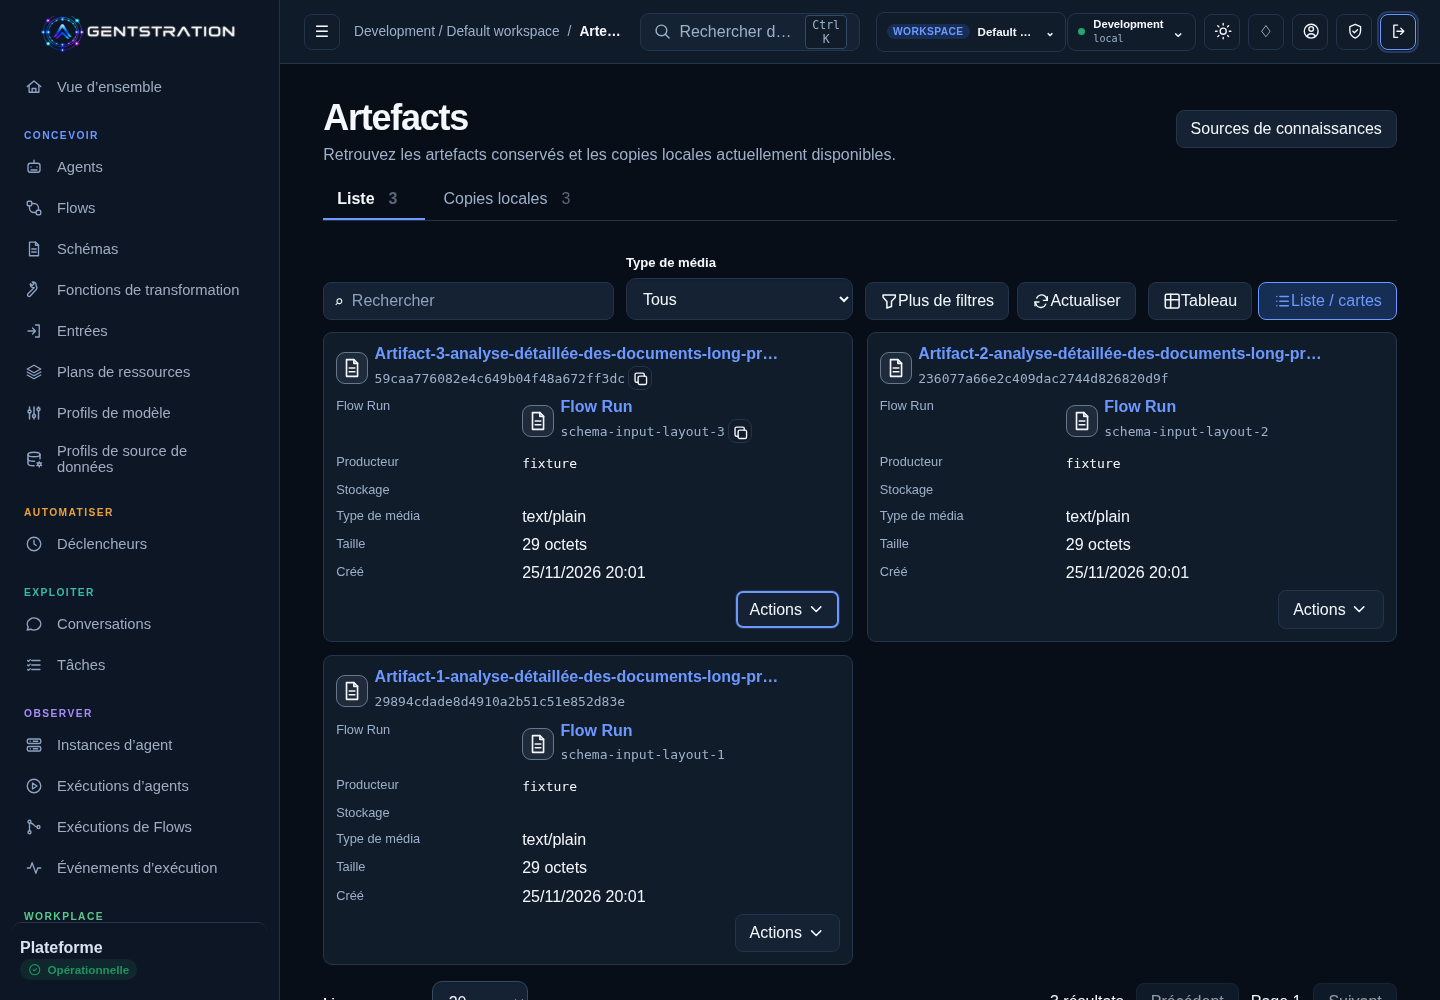 GENTSTRATION
☰
Development / Default workspace / Arte…
Rechercher d…
Ctrl K
WORKSPACE Default …
Development
local
Vue d’ensemble
CONCEVOIR
Agents
Flows
Schémas
Fonctions de transformation
Entrées
Plans de ressources
Profils de modèle
Profils de source de
données
AUTOMATISER
Déclencheurs
EXPLOITER
Conversations
Tâches
OBSERVER
Instances d’agent
Exécutions d’agents
Exécutions de Flows
Événements d’exécution
WORKPLACE
Plateforme
Opérationnelle
Artefacts
Retrouvez les artefacts conservés et les copies locales actuellement disponibles.
Sources de connaissances
Liste 3
Copies locales 3
Type de média
Rechercher
Tous
Plus de filtres
Actualiser
Tableau
Liste / cartes
Artifact-3-analyse-détaillée-des-documents-long-pr…
59caa776082e4c649b04f48a672ff3dc
Flow Run
Flow Run
schema-input-layout-3
Producteur
fixture
Stockage
Type de média
text/plain
Taille
29 octets
Créé
25/11/2026 20:01
Actions
Artifact-2-analyse-détaillée-des-documents-long-pr…
236077a66e2c409dac2744d826820d9f
Flow Run
Flow Run
schema-input-layout-2
Producteur
fixture
Stockage
Type de média
text/plain
Taille
29 octets
Créé
25/11/2026 20:01
Actions
Artifact-1-analyse-détaillée-des-documents-long-pr…
29894cdade8d4910a2b51c51e852d83e
Flow Run
Flow Run
schema-input-layout-1
Producteur
fixture
Stockage
Type de média
text/plain
Taille
29 octets
Créé
25/11/2026 20:01
Actions
20
3 résultats
Précédent
Page 1
Suivant